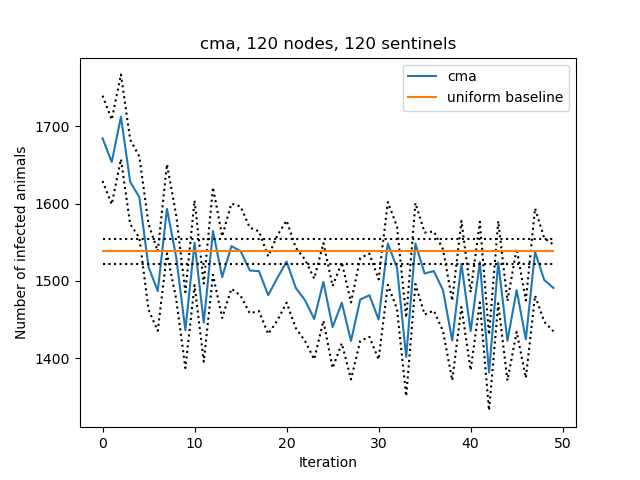 cma, 120 nodes, 120 sentinels
cma
uniform baseline
Number of infected animals
1700
1600
1500
1400
0 10 20 30 40 50
Iteration